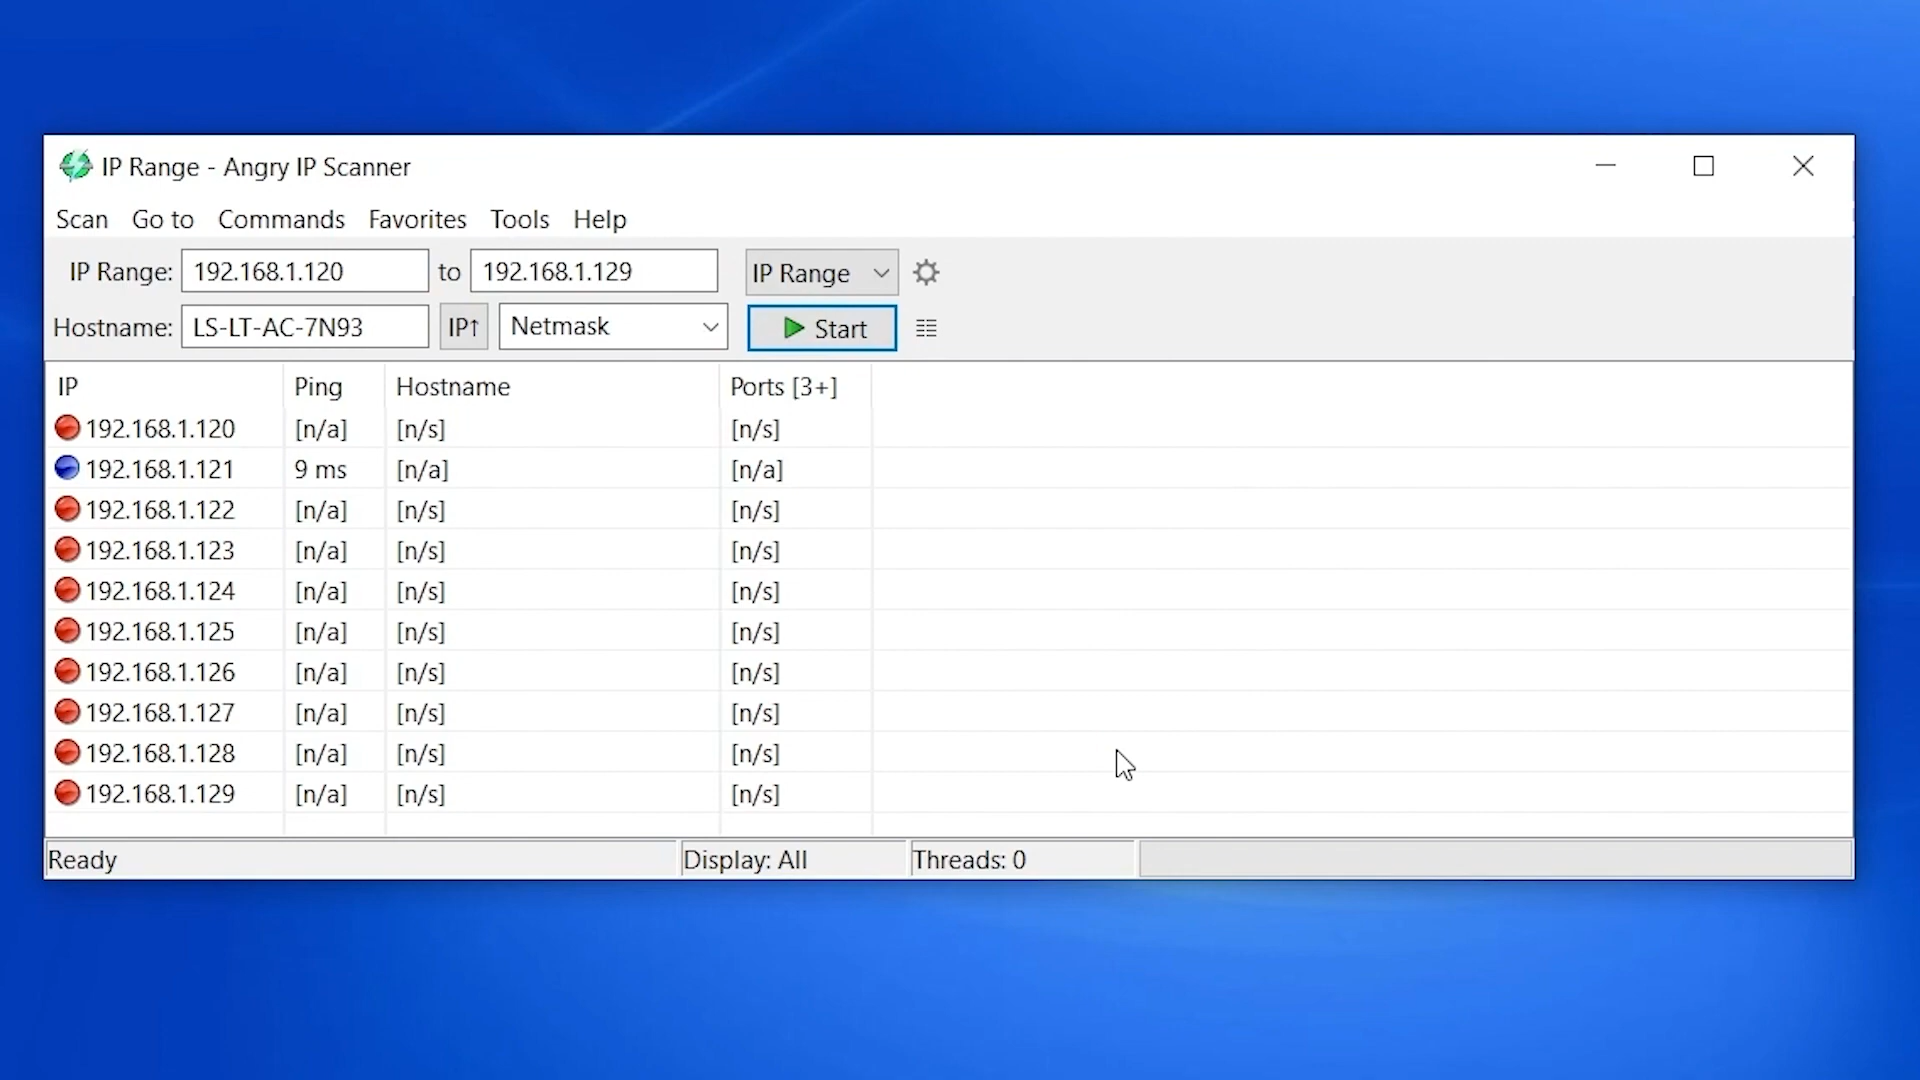 IP Range - Angry IP Scanner
Scan Go to Commands Favorites Tools Help
IP Range: 192.168.1.120 to 192.168.1.129 IP Range
Hostname: LS-LT-AC-7N93 IP↑ Netmask Start
IP Ping Hostname Ports [3+]
192.168.1.120 [n/a] [n/s] [n/s]
192.168.1.121 9 ms [n/a] [n/a]
192.168.1.122 [n/a] [n/s] [n/s]
192.168.1.123 [n/a] [n/s] [n/s]
192.168.1.124 [n/a] [n/s] [n/s]
192.168.1.125 [n/a] [n/s] [n/s]
192.168.1.126 [n/a] [n/s] [n/s]
192.168.1.127 [n/a] [n/s] [n/s]
192.168.1.128 [n/a] [n/s] [n/s]
192.168.1.129 [n/a] [n/s] [n/s]
Ready Display: All Threads: 0